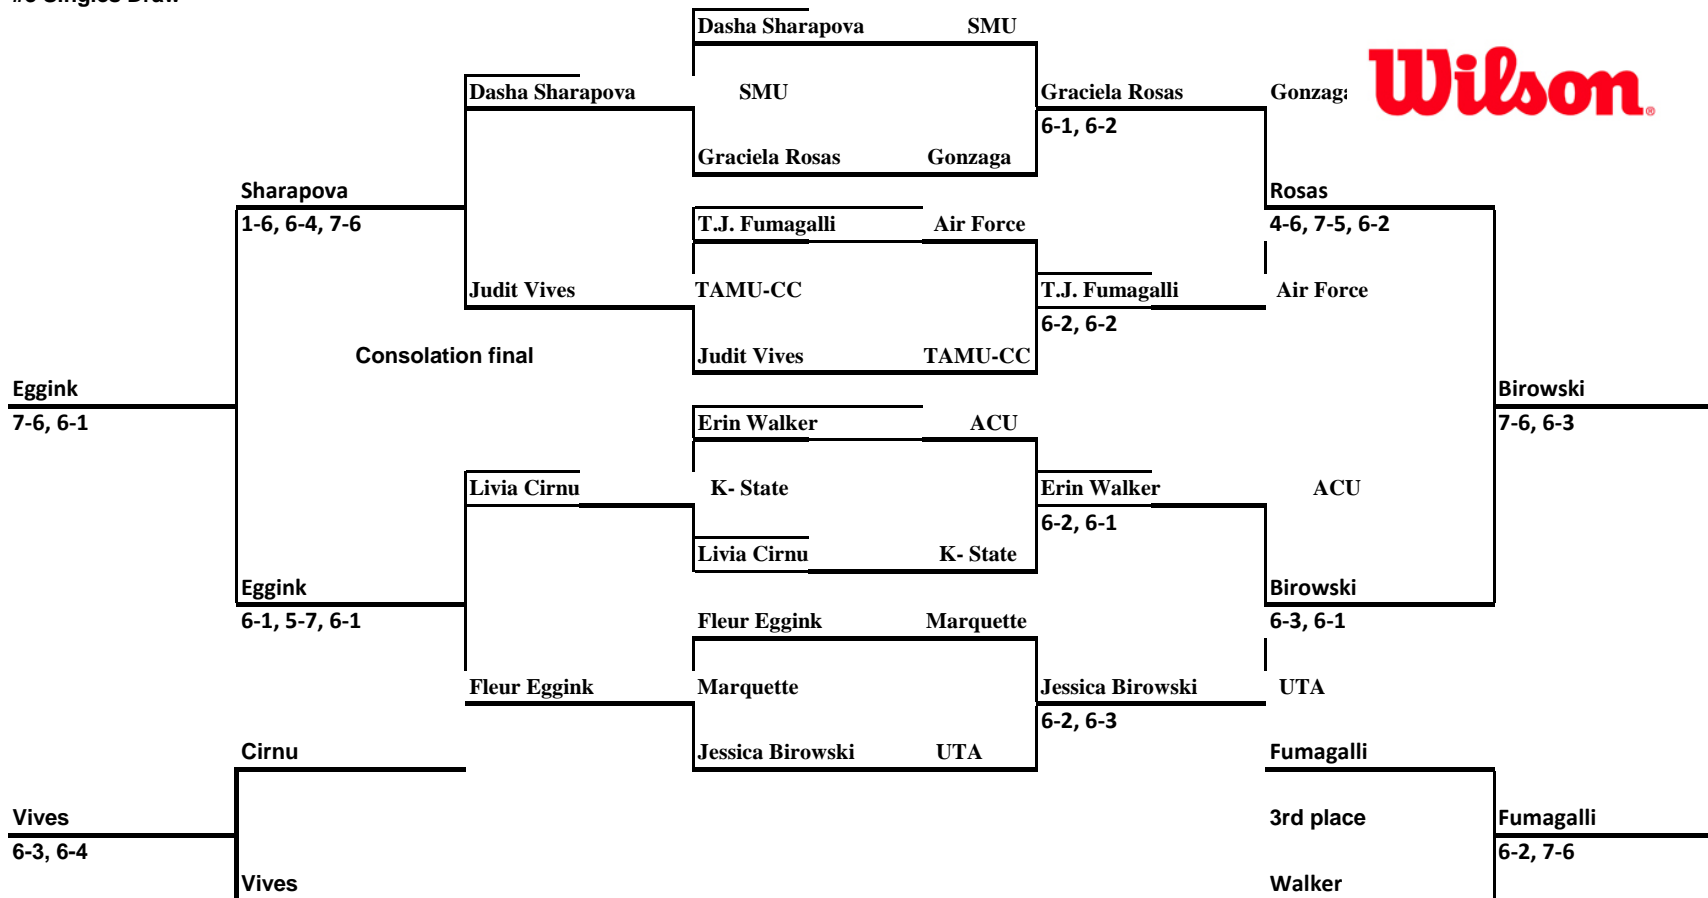 Dasha Sharapova SMU
Dasha Sharapova SMU Graciela Rosas Gonzaga Wilson®
6-1, 6-2
Graciela Rosas Gonzaga
Sharapova Rosas
1-6, 6-4, 7-6 T.J. Fumagalli Air Force 4-6, 7-5, 6-2
Judit Vives TAMU-CC T.J. Fumagalli Air Force
6-2, 6-2
Consolation final Judit Vives TAMU-CC
Eggink Birowski
7-6, 6-1 Erin Walker ACU 7-6, 6-3
Livia Cirnu K- State Erin Walker ACU
6-2, 6-1
Livia Cirnu K- State
Eggink Birowski
6-1, 5-7, 6-1 Fleur Eggink Marquette 6-3, 6-1
Fleur Eggink Marquette Jessica Birowski UTA
6-2, 6-3
Cirnu Jessica Birowski UTA Fumagalli
Vives 3rd place Fumagalli
6-3, 6-4 6-2, 7-6
Vives Walker